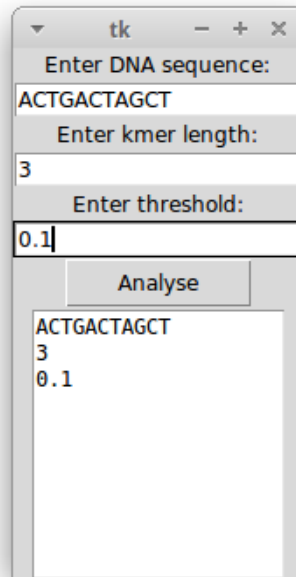 tk
Enter DNA sequence:
ACTGACTAGCT
Enter kmer length:
3
Enter threshold:
0.1
Analyse
ACTGACTAGCT
3
0.1